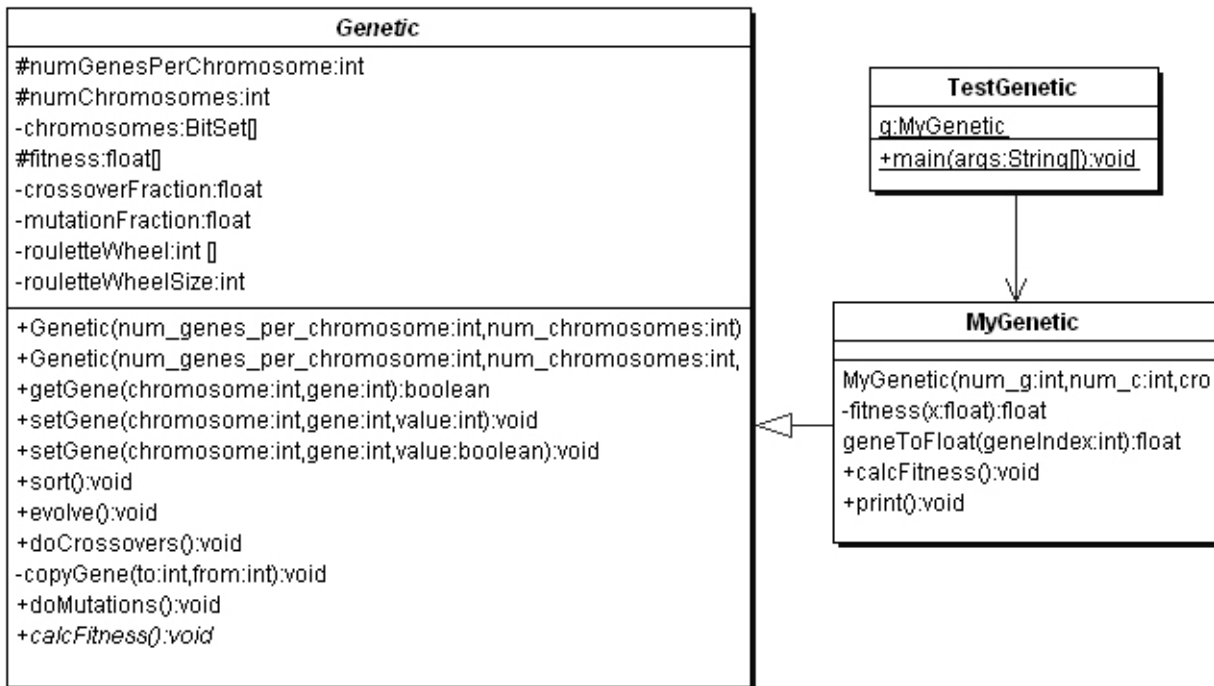 Genetic
#numGenesPerChromosome:int
#numChromosomes:int
-chromosomes:BitSet[]
#fitness:float[]
-crossoverFraction:float
-mutationFraction:float
-rouletteWheel:int []
-rouletteWheelSize:int
+Genetic(num_genes_per_chromosome:int,num_chromosomes:int)
+Genetic(num_genes_per_chromosome:int,num_chromosomes:int,
+getGene(chromosome:int,gene:int):boolean
+setGene(chromosome:int,gene:int,value:int):void
+setGene(chromosome:int,gene:int,value:boolean):void
+sort():void
+evolve():void
+doCrossovers():void
-copyGene(to:int,from:int):void
+doMutations():void
+calcFitness():void
TestGenetic
g:MyGenetic
+main(args:String[]):void
MyGenetic
MyGenetic(num_g:int,num_c:int,cro
-fitness(x:float):float
geneToFloat(geneIndex:int):float
+calcFitness():void
+print():void